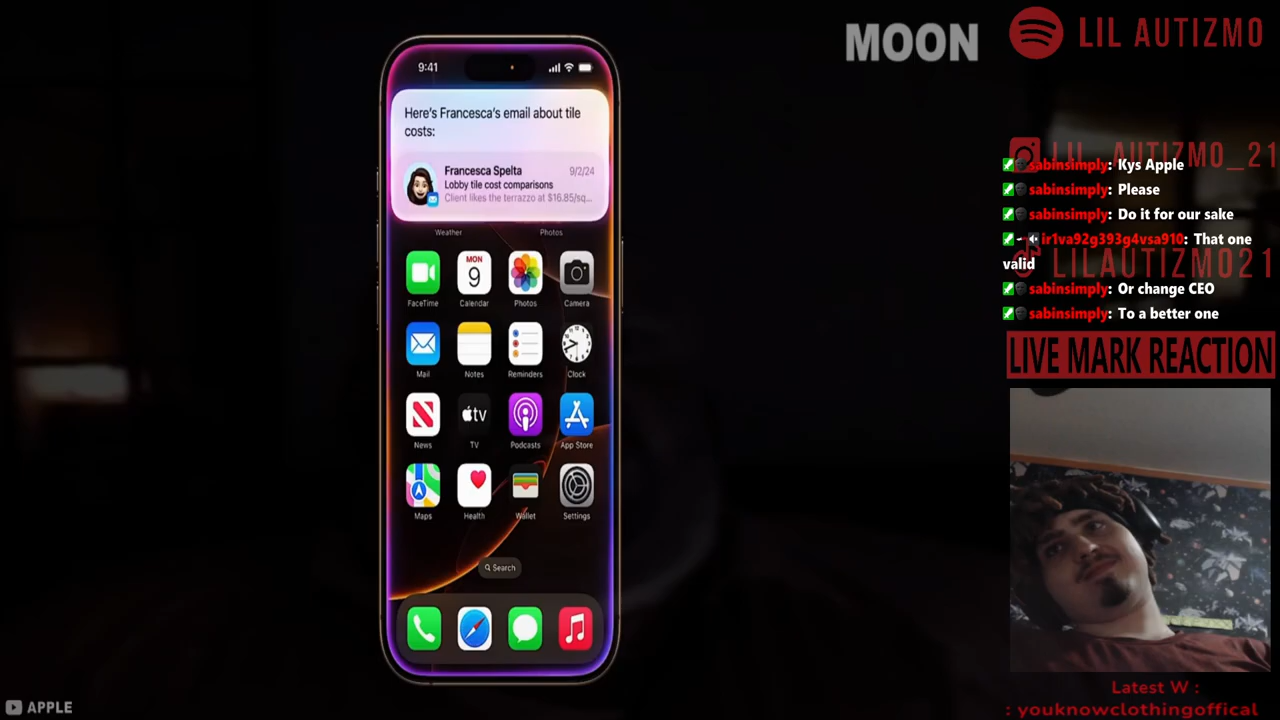 MOON
LIL AUTIZMO
9:41
Here's Francesca's email about tile
costs:
Francesca Spelta 9/2/24
Lobby tile cost comparisons
Client likes the terrazzo at $16.85/sq...
Weather Photos
MON
9
FaceTime Calendar Photos Camera
Mail Notes Reminders Clock
tv
News TV Podcasts App Store
Maps Health Wallet Settings
Search
APPLE
LIL_AUTIZMO_21
sabinsimply: Kys Apple
sabinsimply: Please
sabinsimply: Do it for our sake
ir1va92g393g4vsa910: That one
valid
LILAUTIZMO21
sabinsimply: Or change CEO
sabinsimply: To a better one
LIVE MARK REACTION
Latest W :
: youknowclothingoffical